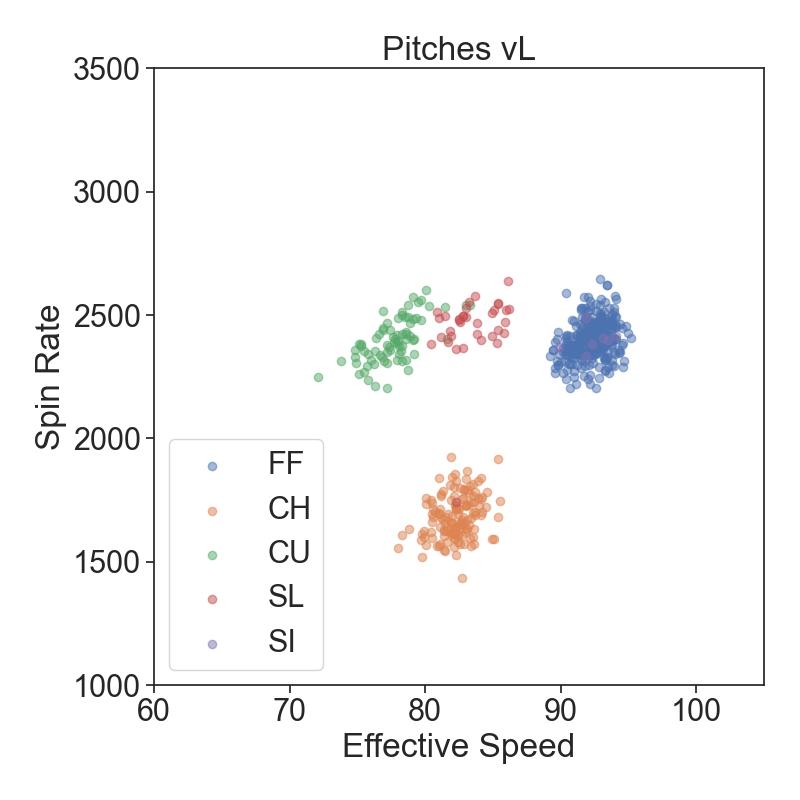 Pitches vL
3500
3000
2500
2000
1500
1000
Spin Rate
FF
CH
CU
SL
SI
60 70 80 90 100
Effective Speed